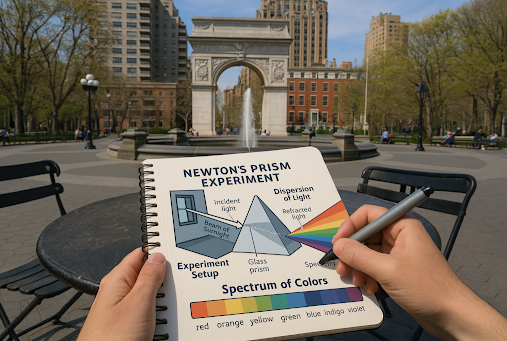 NEWTON'S PRISM
EXPERIMENT
Incident
light
Dispersion
of Light
Refracted
light
Beam of
Glass
prism
Experiment
Setup
Spectrum of Colors
red orange yellow green blue indigo violet